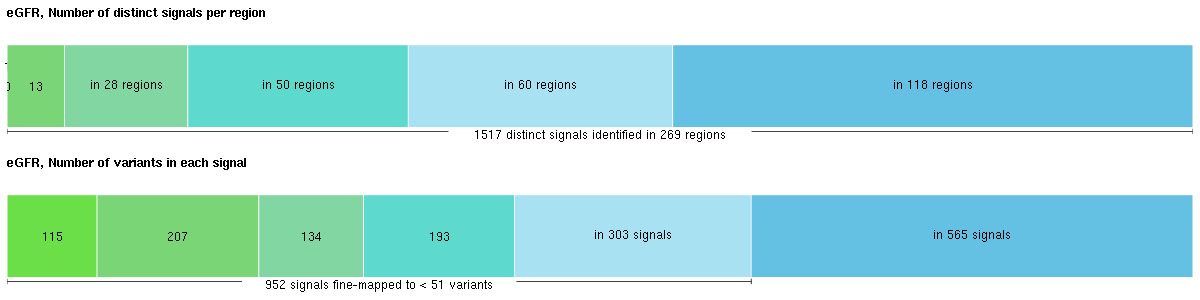 eGFR, Number of distinct signals per region
0 13 in 28 regions in 50 regions in 60 regions in 118 regions
1517 distinct signals identified in 269 regions
eGFR, Number of variants in each signal
115 207 134 193 in 303 signals in 565 signals
952 signals fine-mapped to < 51 variants